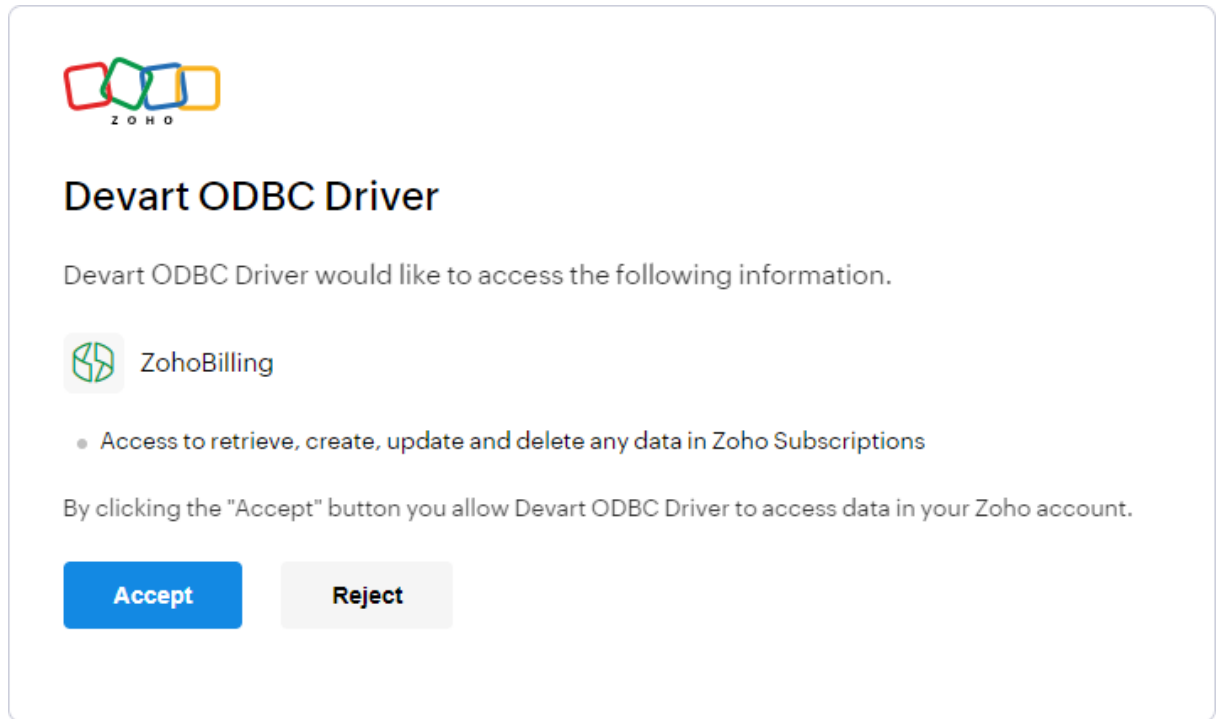 ZOHO
Devart ODBC Driver
Devart ODBC Driver would like to access the following information.
ZohoBilling
Access to retrieve, create, update and delete any data in Zoho Subscriptions
By clicking the "Accept" button you allow Devart ODBC Driver to access data in your Zoho account.
Accept Reject